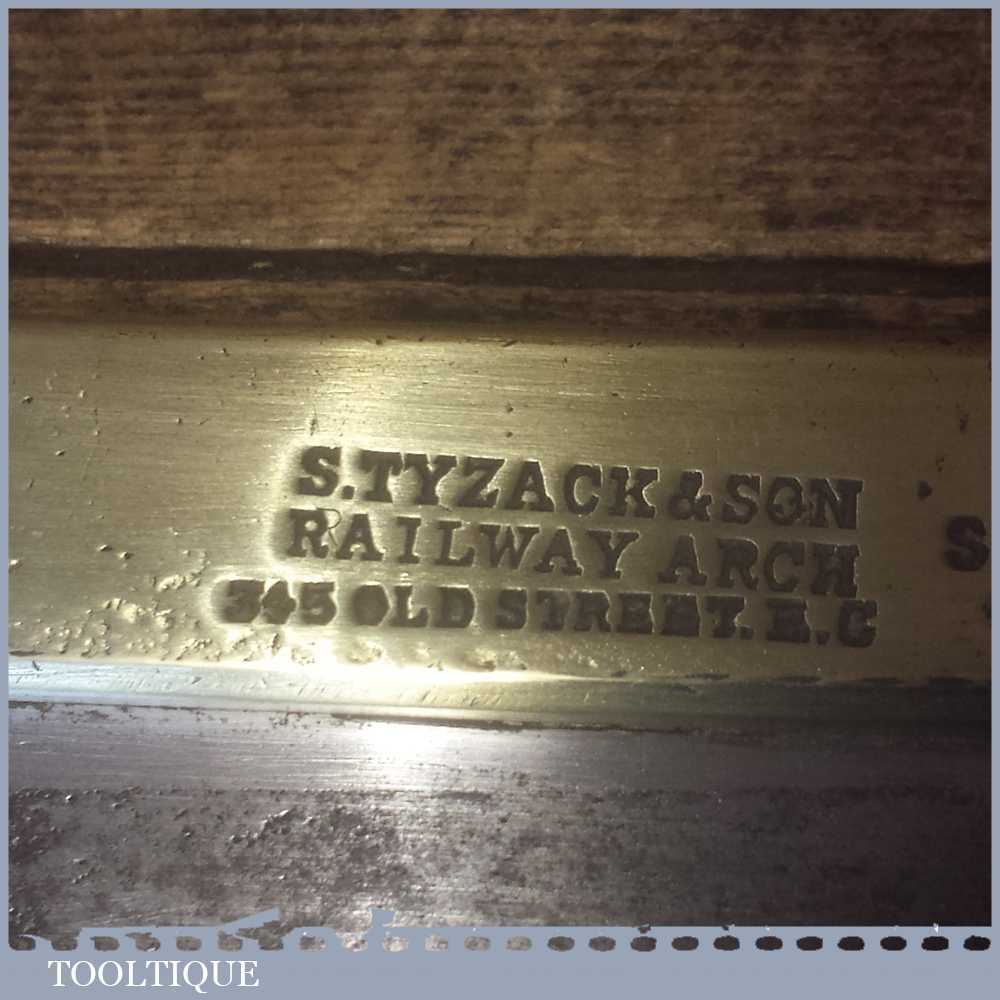 S. TYZACK & SON
RAILWAY ARCH
345 OLD STREET. E.C
S
TOOLTIQUE